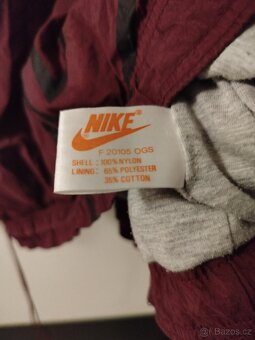 NIKE
F 20105 OGS
SHELL : 100% NYLON
LINING : 65% POLYESTER
35% COTTON
Bazos.cz